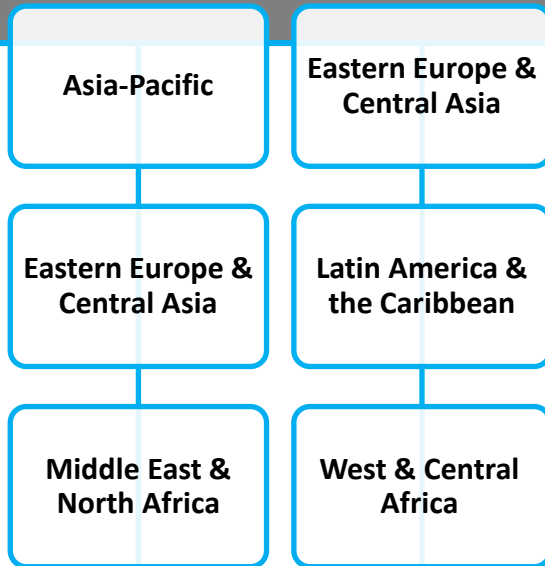 Asia-Pacific
Eastern Europe &
Central Asia
Eastern Europe &
Central Asia
Latin America &
the Caribbean
Middle East &
North Africa
West & Central
Africa